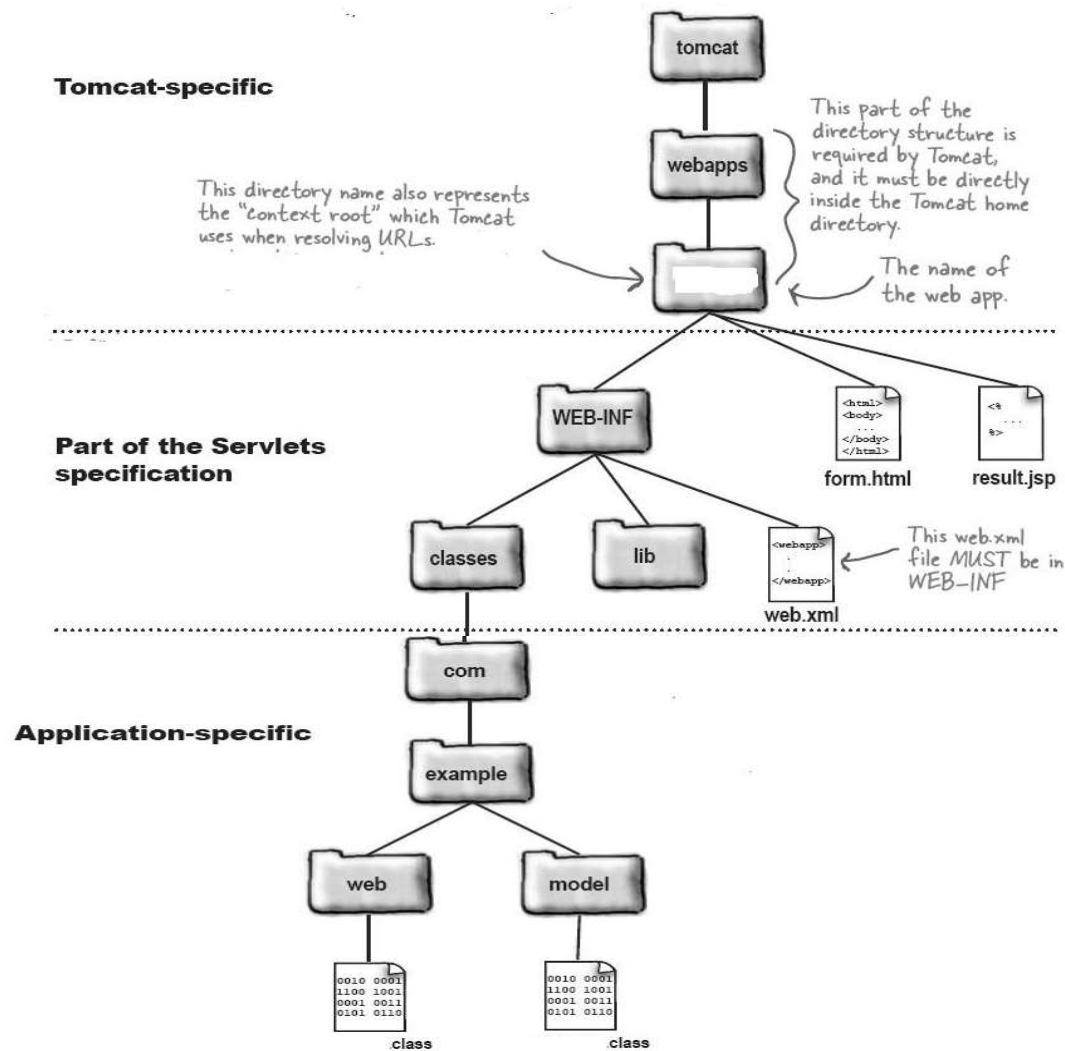 tomcat
Tomcat-specific
This part of the
directory structure is
required by Tomcat,
and it must be directly
inside the Tomcat home
directory.
webapps
This directory name also represents
the "context root" which Tomcat
uses when resolving URLs.
The name of
the web app.
WEB-INF
<html>
<body>
...
</body>
</html>
form.html
<%
...
%>
result.jsp
Part of the Servlets
specification
classes
lib
<webapp>
.
.
</webapp>
web.xml
This web.xml
file MUST be in
WEB-INF
com
Application-specific
example
web
model
0010 0001
1100 1001
0001 0011
0101 0110
.class
0010 0001
1100 1001
0001 0011
0101 0110
.class